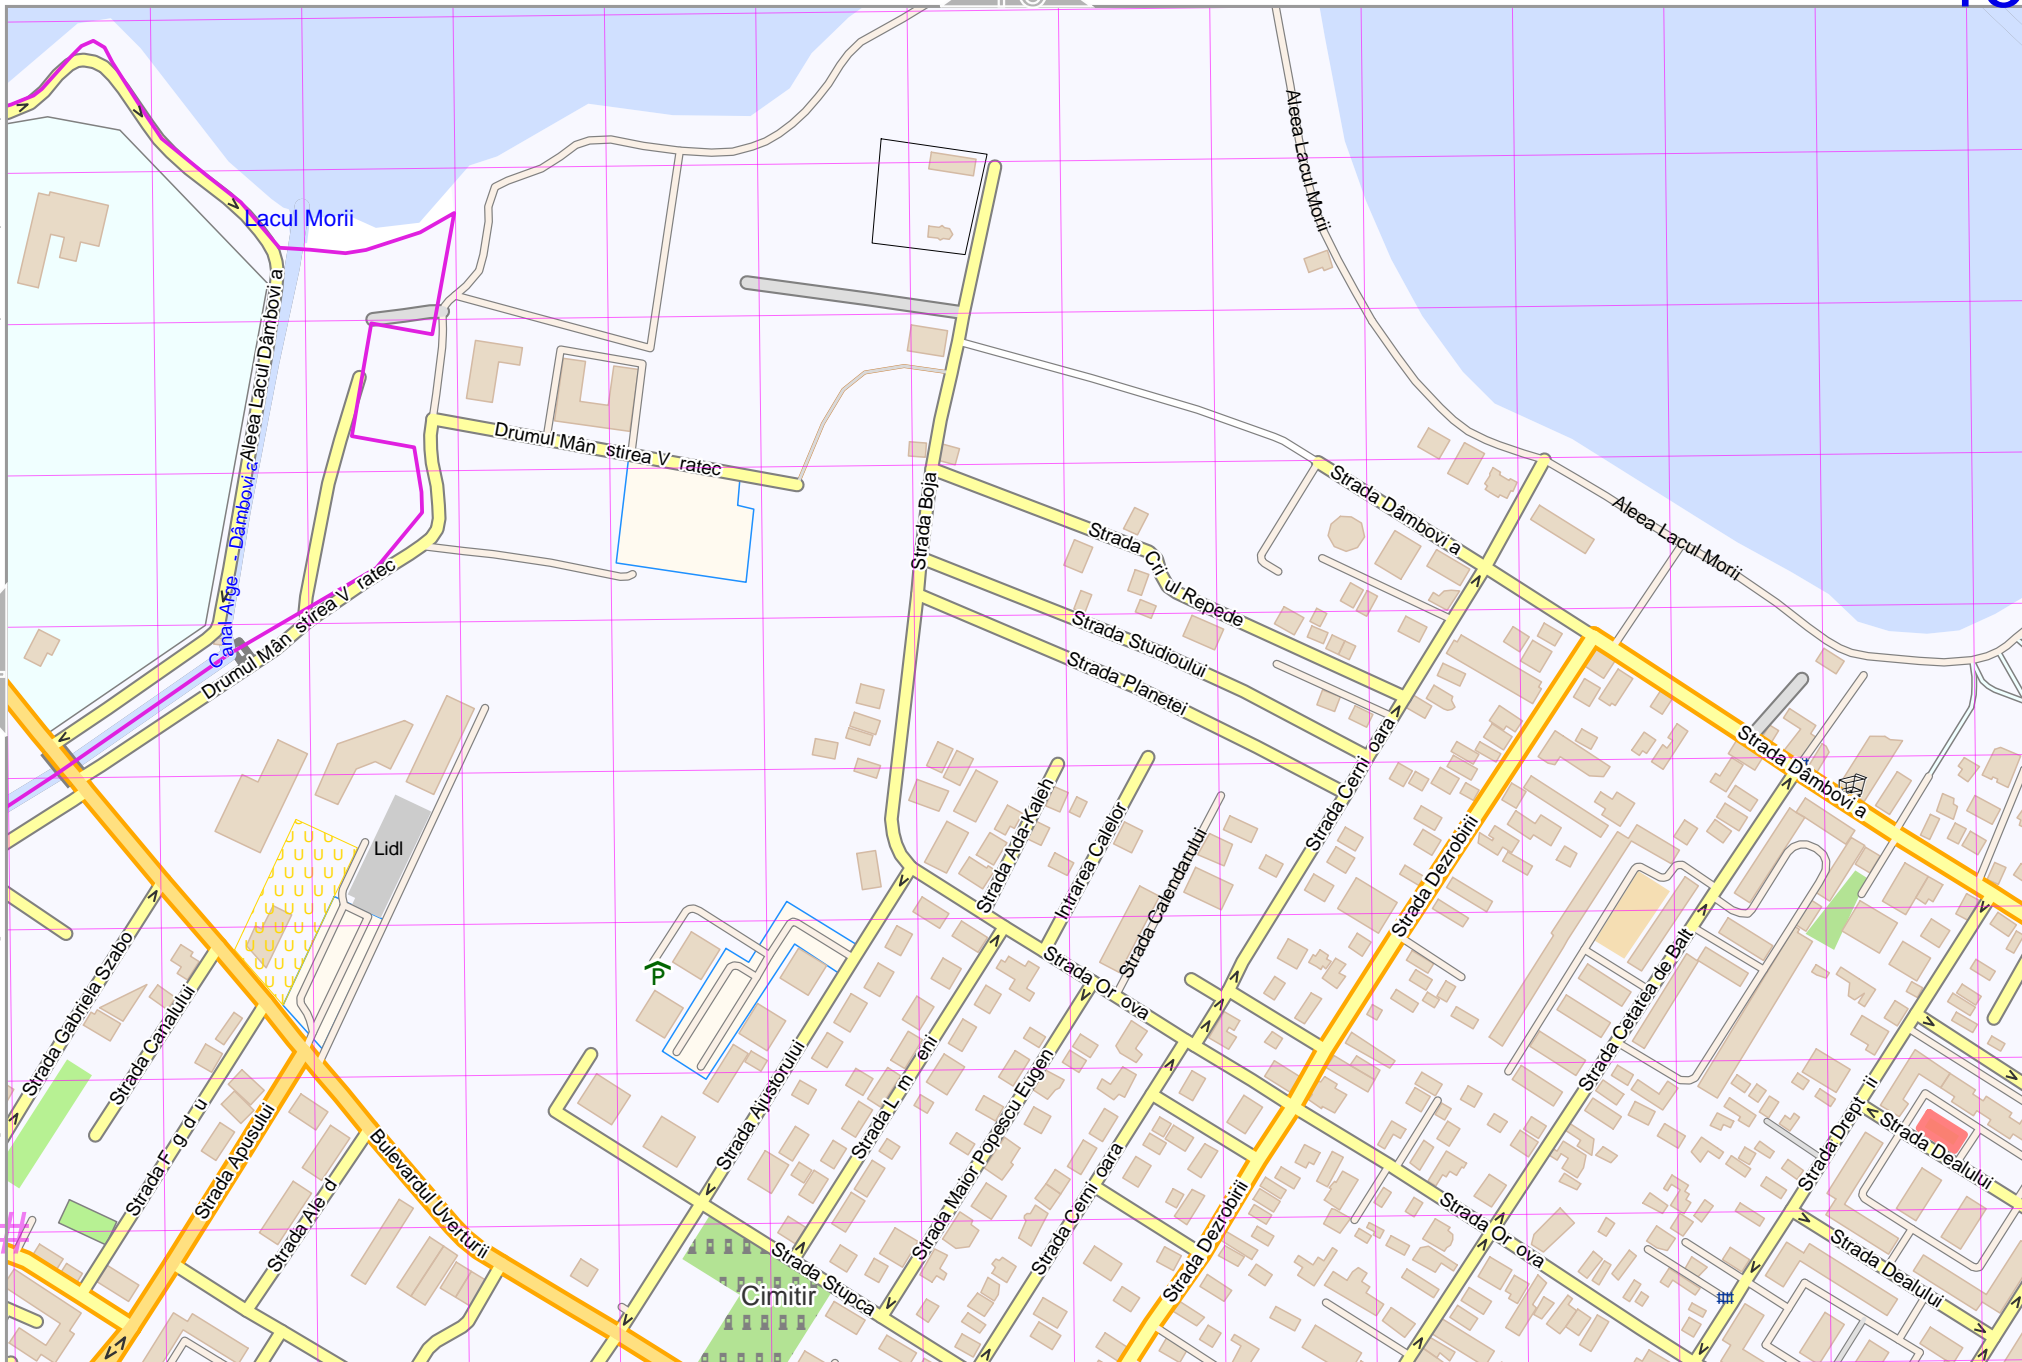 Aleea Lacul Morii
Lacul Morii
Aleea Lacul Dâmbovi a
Drumul Mân stirea V ratec
Strada Dâmbovi a
Strada Boja
Aleea Lacul Morii
Canal Arge - Dâmbovi a
Strada Cri ul Repede
Drumul Mân stirea V ratec
Strada Studioului
Strada Planetei
Strada Cerni oara
Strada Dâmbovi a
Lidl
Strada Ada-Kaleh
Intrarea Calelor
Strada Calendarului
Strada Dezrobirii
Strada Gabriela Szabo
Strada Canalului
P
Strada Or ova
Strada Cetatea de Balt
Strada F g d u
Strada Apusului
Strada Ale d
Bulevardul Uverturii
Strada Ajustorului
Strada L m eni
Strada Maior Popescu Eugen
Strada Cerni oara
Strada Dezrobirii
Strada Drept ii
Strada Dealului
Strada Or ova
Strada Dealului
Strada Stupca
Cimitir
#